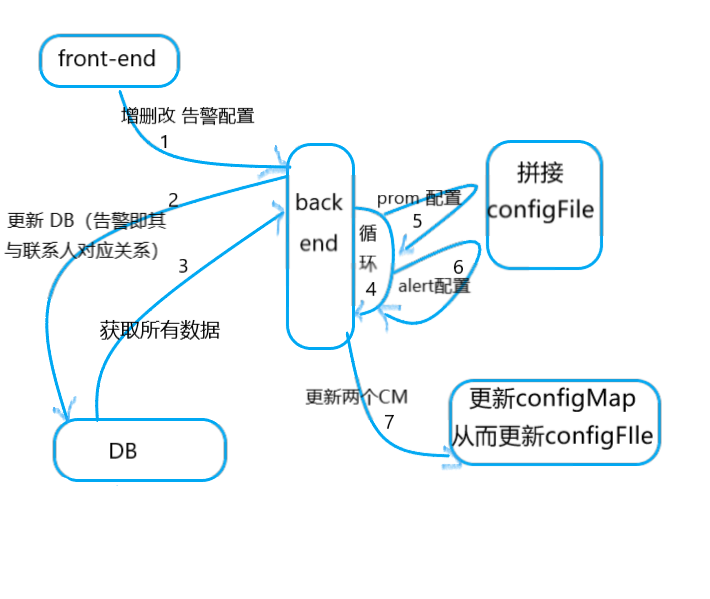 front-end
增删改 告警配置
1
2
更新 DB（告警即其
与联系人对应关系）
3
获取所有数据
DB
back
end
循
环
4
prom 配置
5
6
alert配置
拼接
configFile
更新两个CM
7
更新configMap
从而更新configFIle